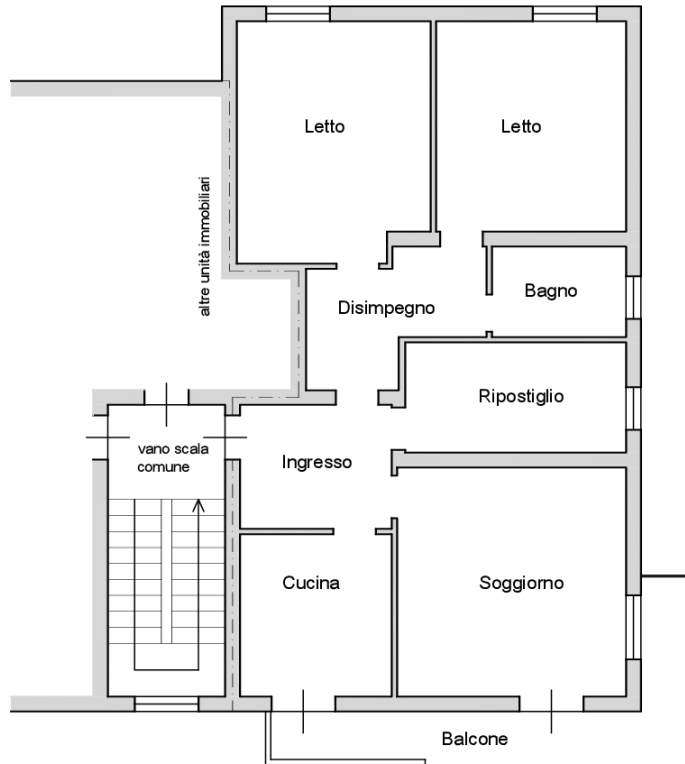 Letto
Letto
altre unità immobiliari
Bagno
Disimpegno
Ripostiglio
vano scala
comune
Ingresso
Cucina
Soggiorno
Balcone